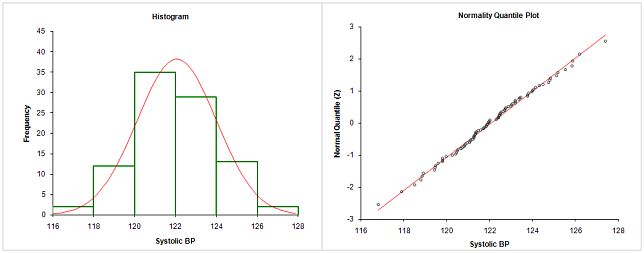 Histogram
Frequency
45
40
35
30
25
20
15
10
5
0
116 118 120 122 124 126 128
Systolic BP
Normality Quantile Plot
Normal Quantile (Z)
3
2
1
0
-1
-2
-3
116 118 120 122 124 126 128
Systolic BP